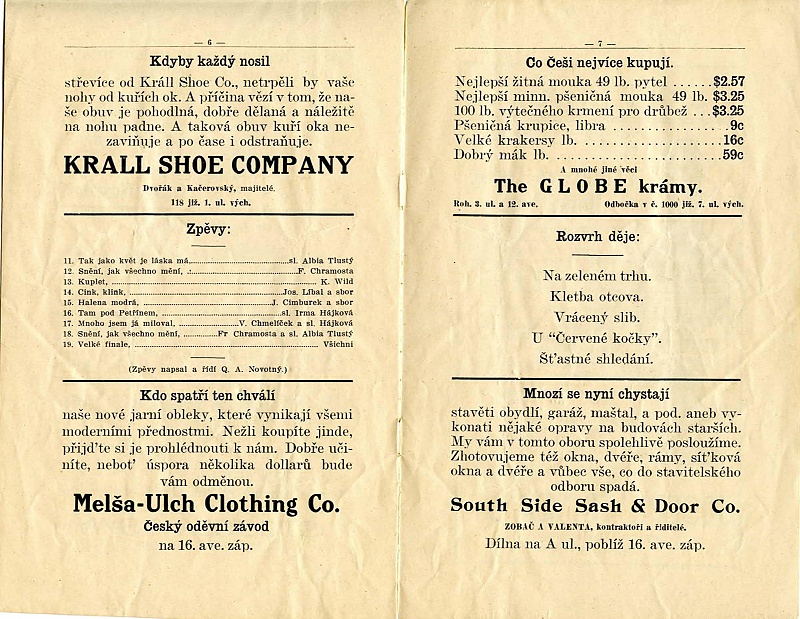 — 6 —
Kdyby každý nosil
střevíce od Králl Shoe Co., netrpěli by vaše
nohy od kuřích ok. A příčina vězí v tom, že na-
še obuv je pohodlná, dobře dělaná a náležitě
na nohu padne. A taková obuv kuří oka ne-
zaviňuje a po čase i odstraňuje.
KRALL SHOE COMPANY
Dvořák a Kačerovský, majitelé.
118 již. 1. ul. vých.
Zpěvy:
11. Tak jako květ je láska má, sl. Albia Tlustý
12. Snění, jak všechno mění, F. Chramosta
13. Kuplet, K. Wild
14. Cink, klink, Jos. Líbal a sbor
15. Halena modrá, J. Cimburek a sbor
16. Tam pod Petřínem, sl. Irma Hájková
17. Mnoho jsem já miloval, V. Chmelíček a sl. Hájková
18. Snění, jak všechno mění, Fr Chramosta a sl. Albia Tlustý
19. Velké finale, Všichni
(Zpěvy napsal a řídí Q. A. Novotný.)
Kdo spatří ten chválí
naše nové jarní obleky, které vynikají všemi
moderními přednostmi. Nežli koupíte jinde,
přijd'te si je prohlédnouti k nám. Dobře uči-
níte, nebot' úspora několika dollarů bude
vám odměnou.
Melša-Ulch Clothing Co.
Český oděvní závod
na 16. ave. záp.
— 7 —
Co Češi nejvíce kupují.
Nejlepší žitná mouka 49 lb. pytel ......$2.57
Nejlepší minn. pšeničná mouka 49 lb. $3.25
100 lb. výtečného krmení pro drůbež ...$3.25
Pšeničná krupice, libra ................ 9c
Velké krakersy lb. .....................16c
Dobrý mák lb. .........................59c
A mnohé jiné věci
The GLOBE krámy.
Roh. 3. ul. a 12. ave. Odbočka v č. 1000 již. 7. ul. vých.
Rozvrh děje:
Na zeleném trhu.
Kletba otcova.
Vrácený slib.
U “Červené kočky”.
Št'astné shledání.
Mnozí se nyní chystají
stavěti obydlí, garáž, maštal, a pod. aneb vy-
konati nějaké opravy na budovách starších.
My vám v tomto oboru spolehlivě posloužíme.
Zhotovujeme též okna, dvéře, rámy, sít'ková
okna a dvéře a vůbec vše, co do stavitelského
odboru spadá.
South Side Sash & Door Co.
ZOBAČ A VALENTA, kontraktoři a řiditelé.
Dílna na A ul., poblíž 16. ave. záp.